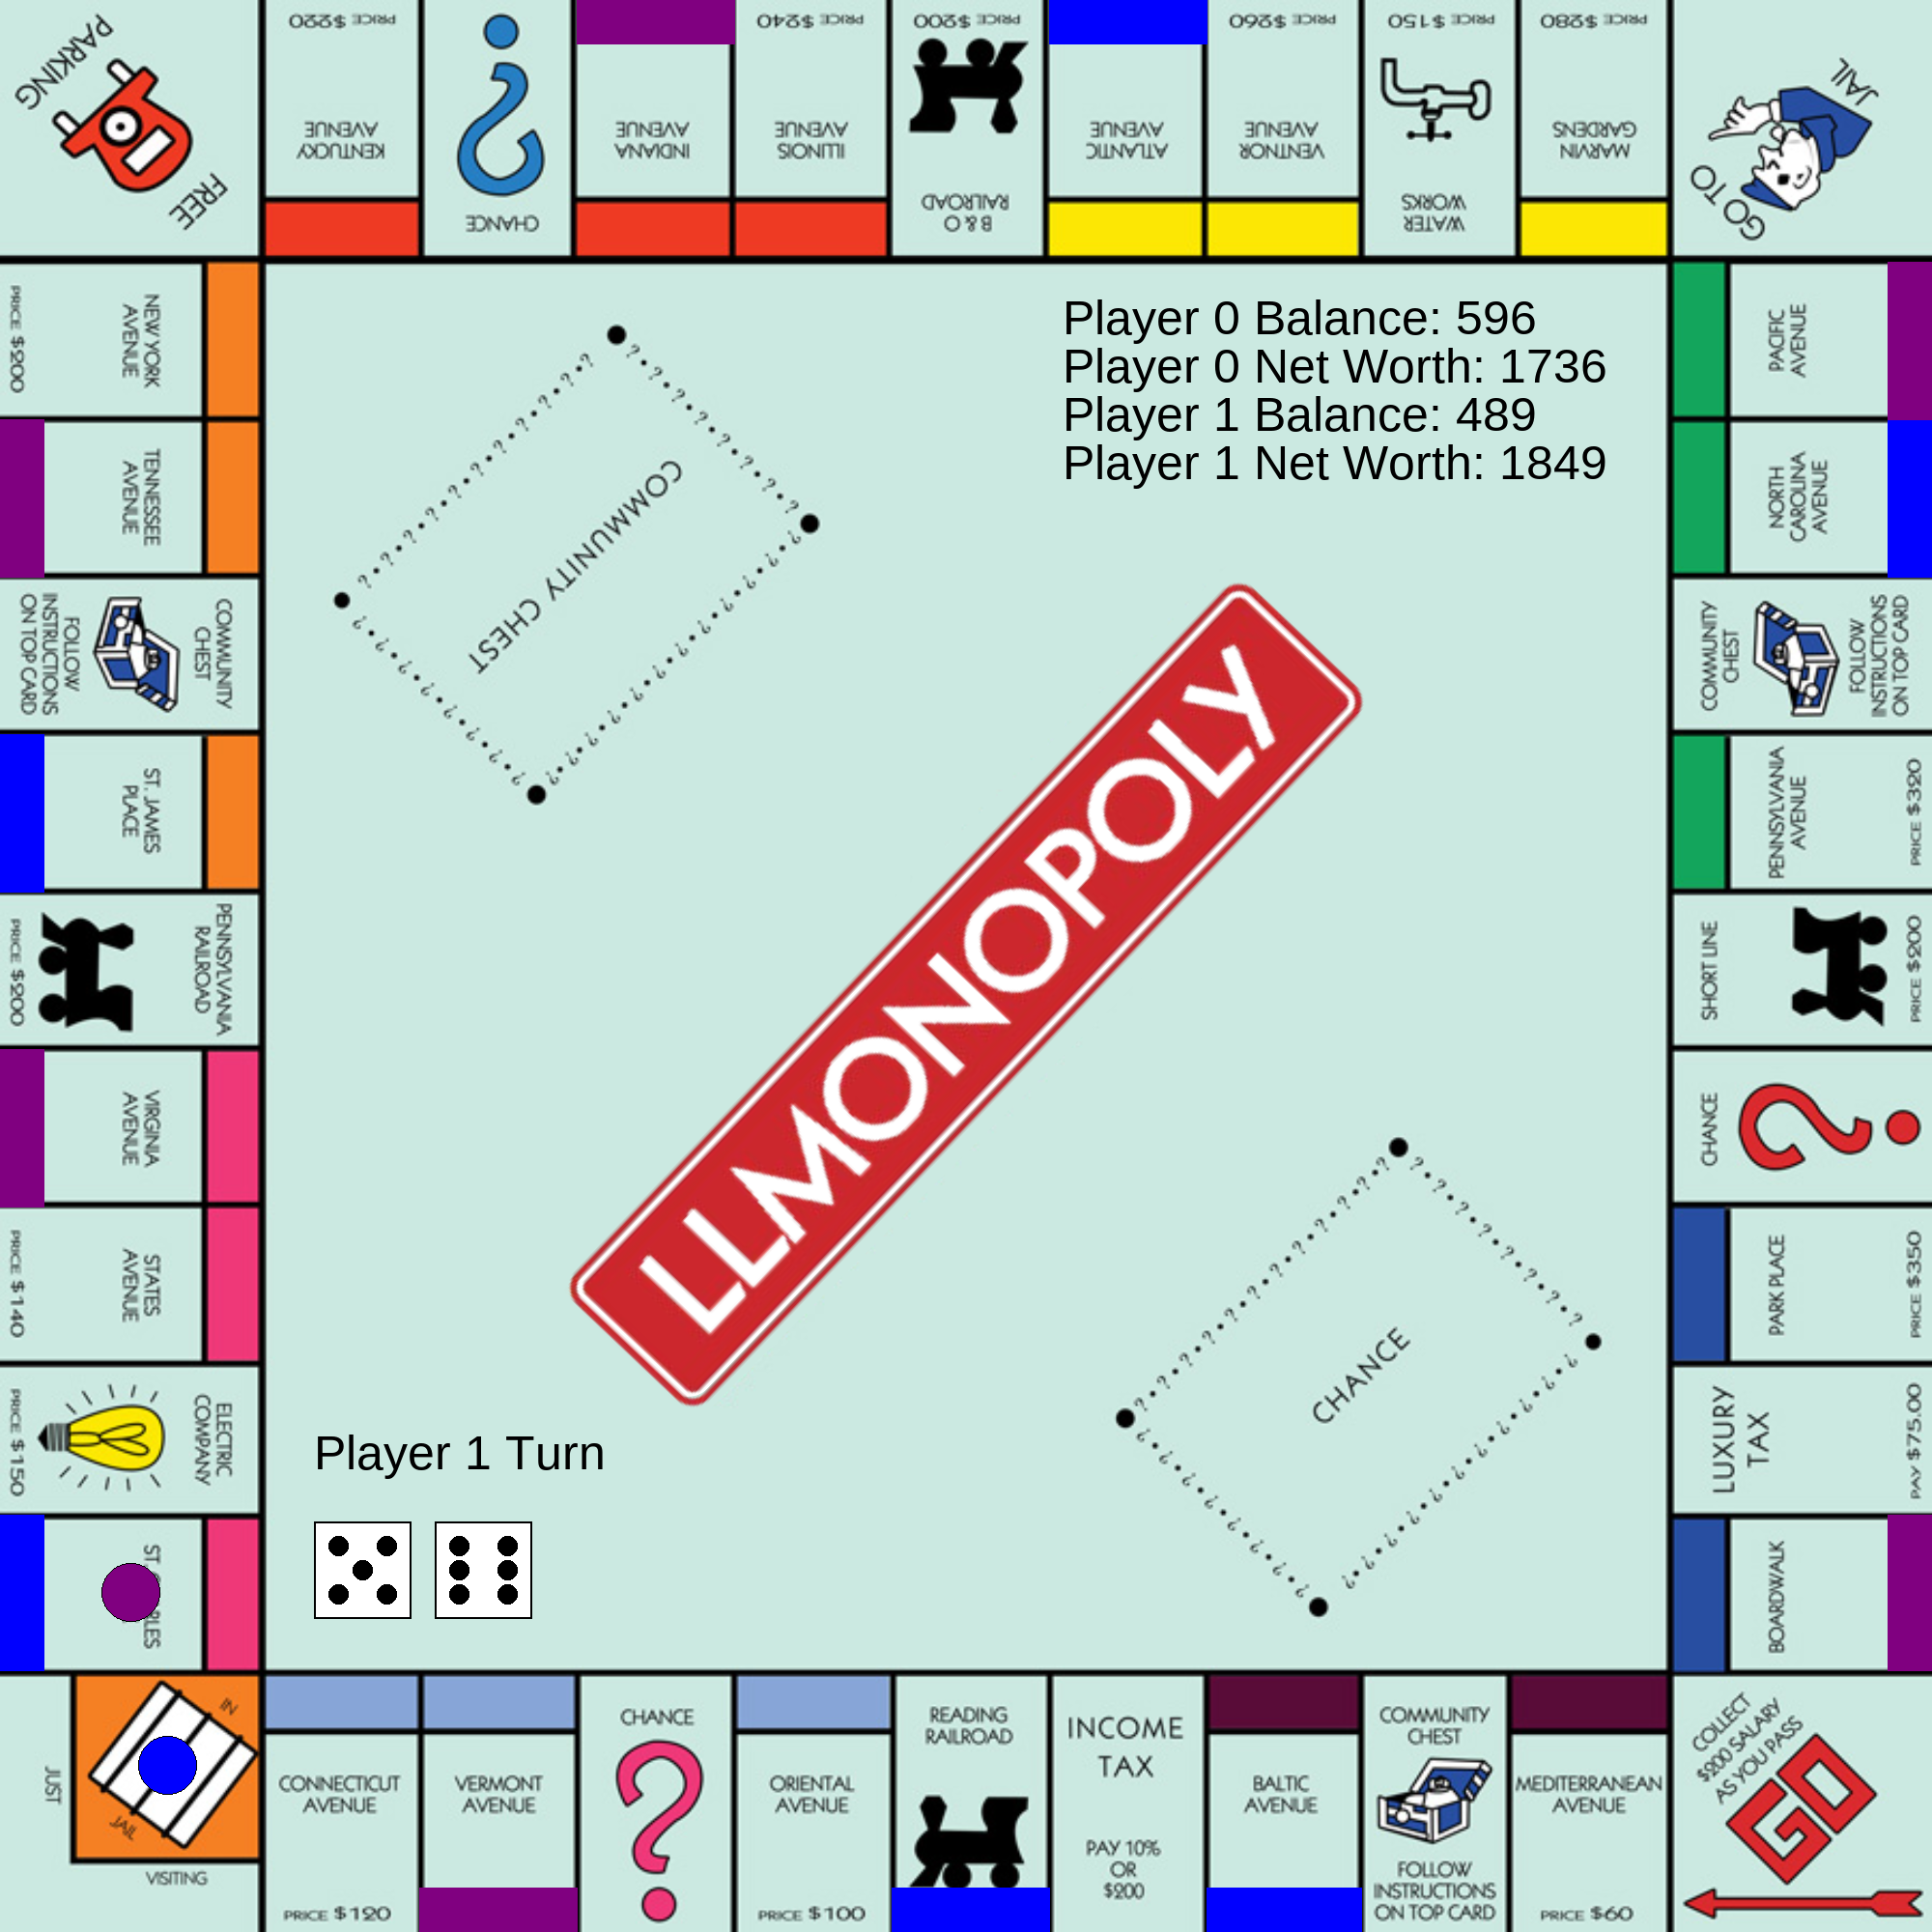 FREE
PARKING
PRICE $220
KENTUCKY
AVENUE
CHANCE
INDIANA
AVENUE
PRICE $240
ILLINOIS
AVENUE
PRICE $200
B & O
RAILROAD
ATLANTIC
AVENUE
PRICE $260
VENTNOR
AVENUE
PRICE $150
WATER
WORKS
PRICE $280
MARVIN
GARDENS
GO TO
JAIL
NEW YORK
AVENUE
PRICE $200
TENNESSEE
AVENUE
COMMUNITY
CHEST
FOLLOW
INSTRUCTIONS
ON TOP CARD
ST. JAMES
PLACE
PENNSYLVANIA
RAILROAD
PRICE $200
VIRGINIA
AVENUE
STATES
AVENUE
PRICE $140
ELECTRIC
COMPANY
PRICE $150
Player 0 Balance: 596
Player 0 Net Worth: 1736
Player 1 Balance: 489
Player 1 Net Worth: 1849
COMMUNITY CHEST
LLMONOPOLY
CHANCE
Player 1 Turn
PACIFIC
AVENUE
NORTH
CAROLINA
AVENUE
COMMUNITY
CHEST
FOLLOW
INSTRUCTIONS
ON TOP CARD
PENNSYLVANIA
AVENUE
PRICE $320
SHORT LINE
PRICE $200
CHANCE
PARK PLACE
PRICE $350
LUXURY
TAX
PAY $75.00
BOARDWALK
IN
JAIL
JUST
VISITING
CONNECTICUT
AVENUE
PRICE $120
VERMONT
AVENUE
CHANCE
ORIENTAL
AVENUE
PRICE $100
READING
RAILROAD
INCOME
TAX
PAY 10%
OR
$200
BALTIC
AVENUE
COMMUNITY
CHEST
FOLLOW
INSTRUCTIONS
ON TOP CARD
MEDITERRANEAN
AVENUE
PRICE $60
COLLECT
$200 SALARY
AS YOU PASS
GO